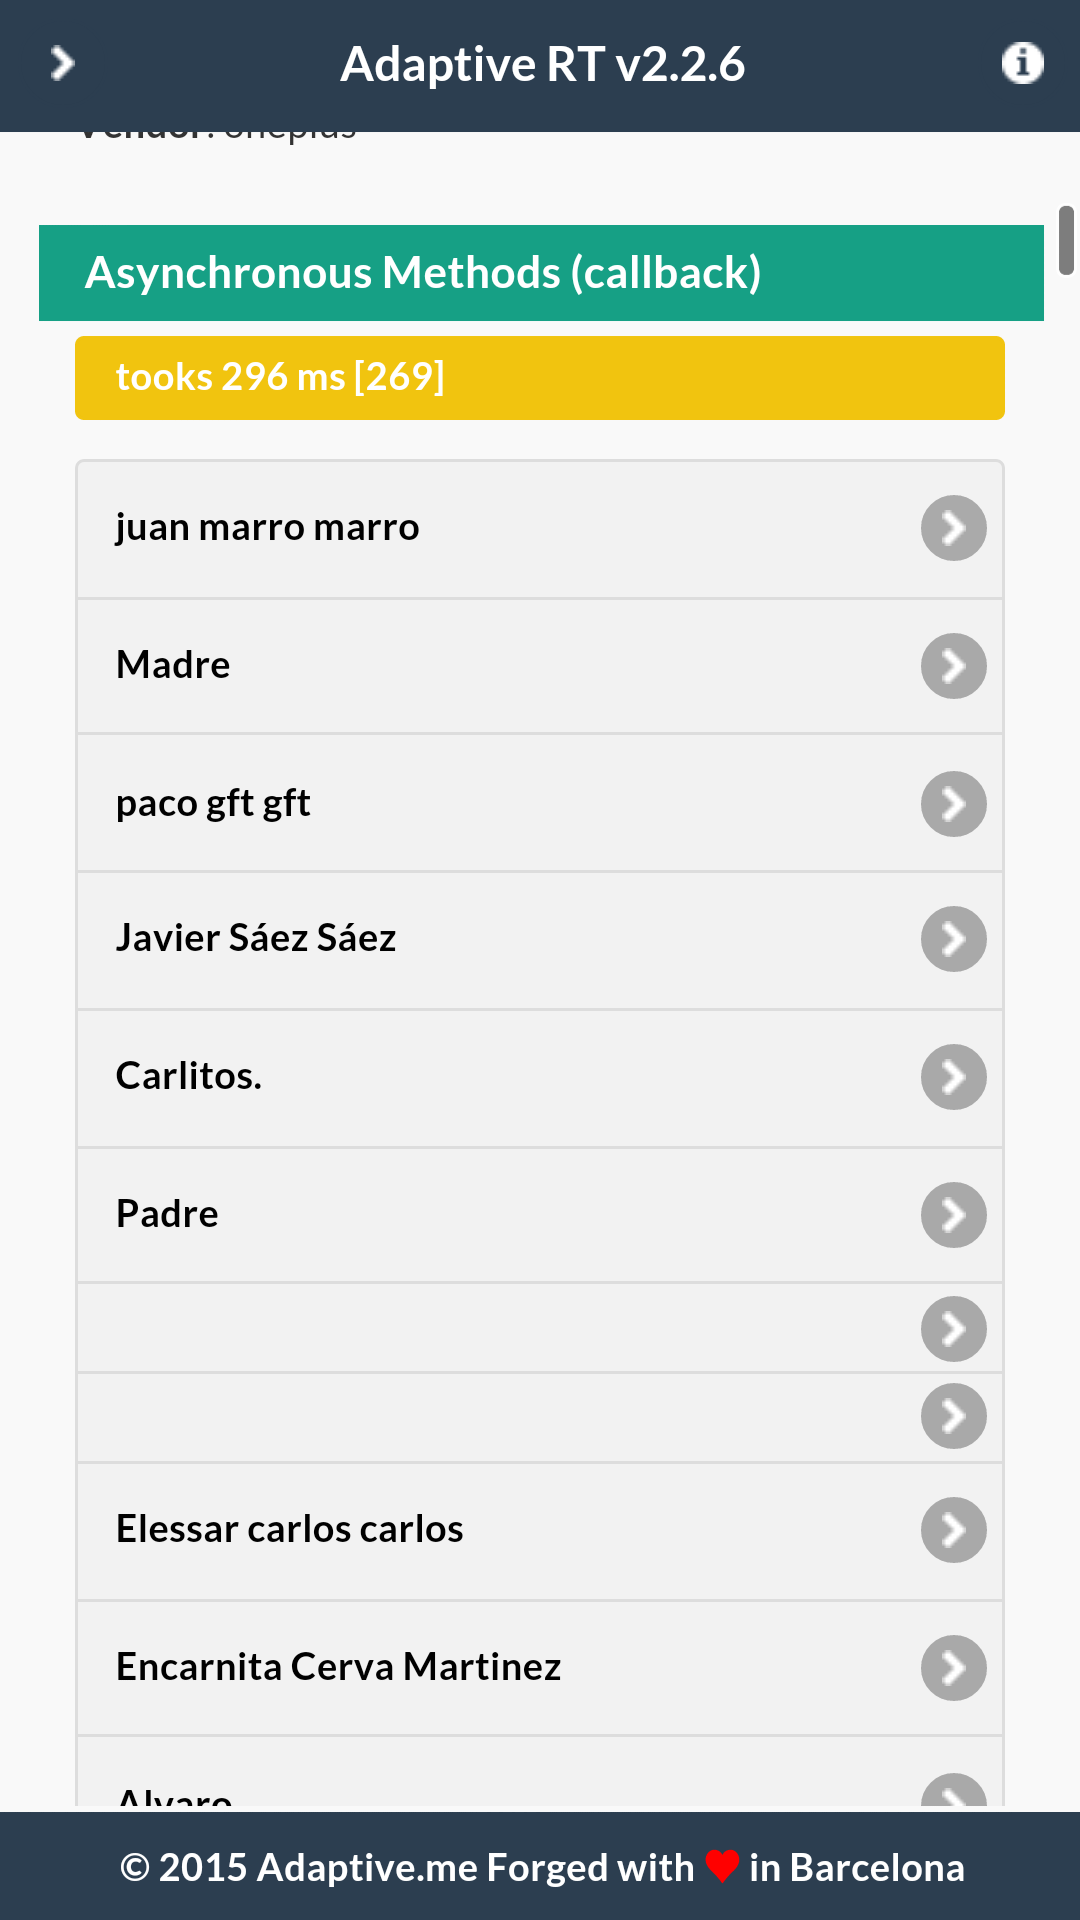 Adaptive RT v2.2.6
Vendor: oneplus
Asynchronous Methods (callback)
tooks 296 ms [269]
juan marro marro
Madre
paco gft gft
Javier Sáez Sáez
Carlitos.
Padre
Elessar carlos carlos
Encarnita Cerva Martinez
Alvaro
© 2015 Adaptive.me Forged with ♥ in Barcelona